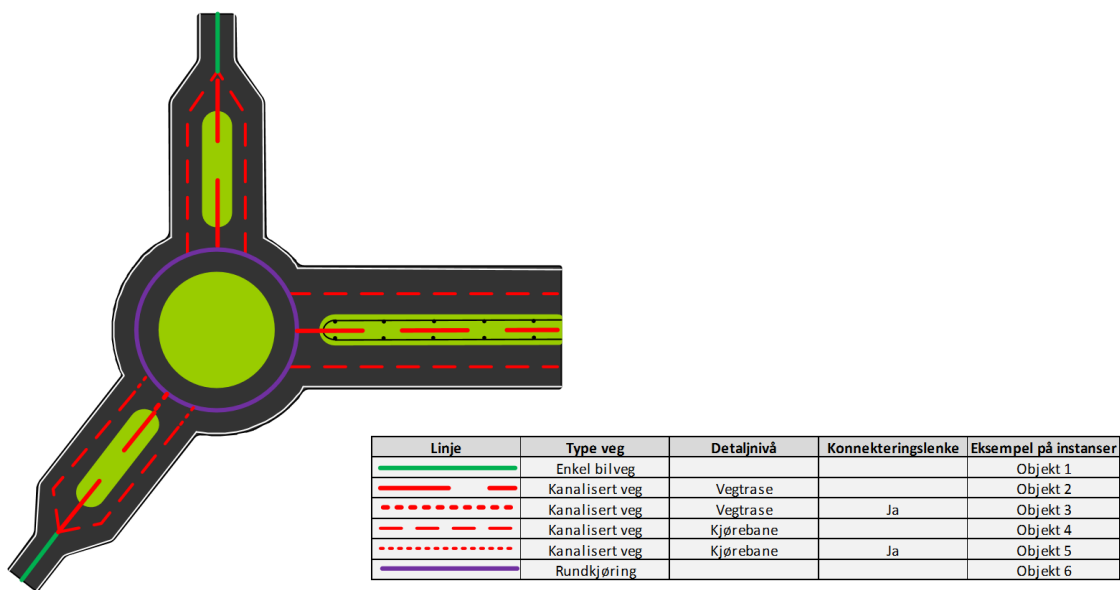 Linje Type veg Detaljnivå Konnekteringslenke Eksempel på instanser
Enkel bilveg Objekt 1
Kanalisert veg Vegtrase Objekt 2
Kanalisert veg Vegtrase Ja Objekt 3
Kanalisert veg Kjørebane Objekt 4
Kanalisert veg Kjørebane Ja Objekt 5
Rundkjøring Objekt 6